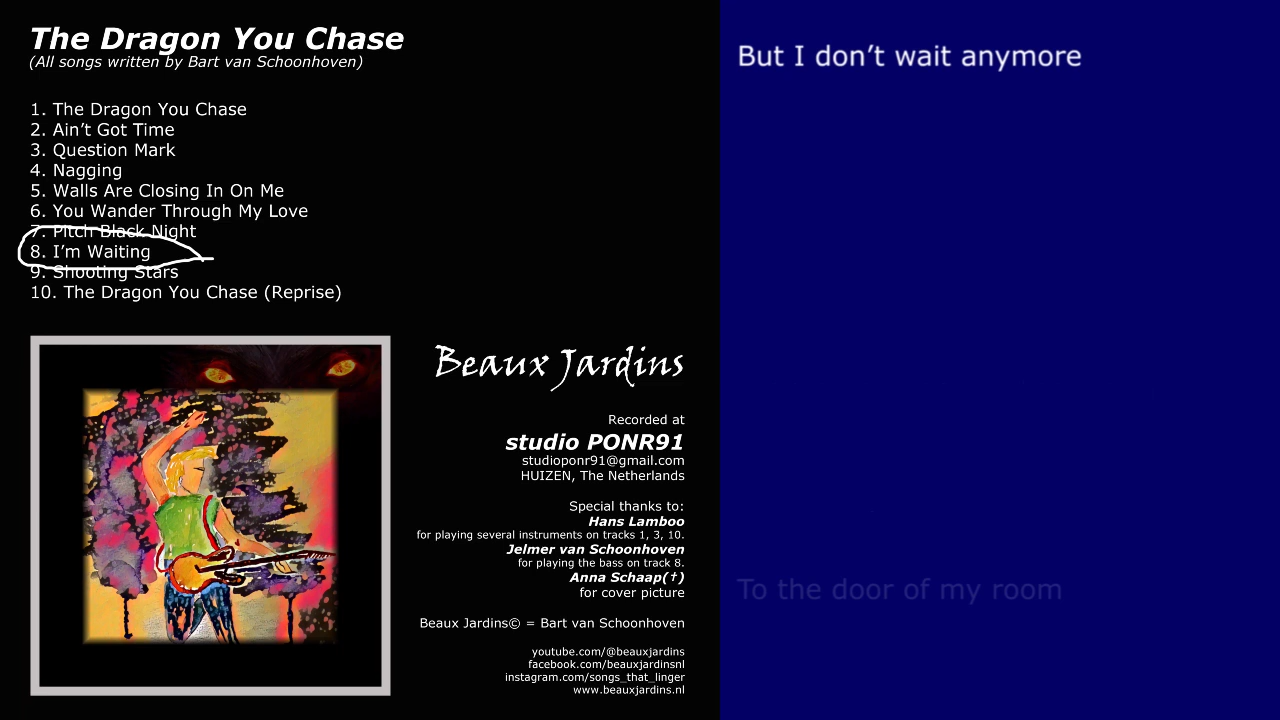 The Dragon You Chase
(All songs written by Bart van Schoonhoven)
1. The Dragon You Chase
2. Ain't Got Time
3. Question Mark
4. Nagging
5. Walls Are Closing In On Me
6. You Wander Through My Love
7. Pitch Black Night
8. I'm Waiting
9. Shooting Stars
10. The Dragon You Chase (Reprise)
Beaux Jardins
Recorded at
studio PONR91
studioponr91@gmail.com
HUIZEN, The Netherlands
Special thanks to:
Hans Lamboo
for playing several instruments on tracks 1, 3, 10.
Jelmer van Schoonhoven
for playing the bass on track 8.
Anna Schaap(†)
for cover picture
Beaux Jardins© = Bart van Schoonhoven
youtube.com/@beauxjardins
facebook.com/beauxjardinsnl
instagram.com/songs_that_linger
www.beauxjardins.nl
But I don’t wait anymore
To the door of my room